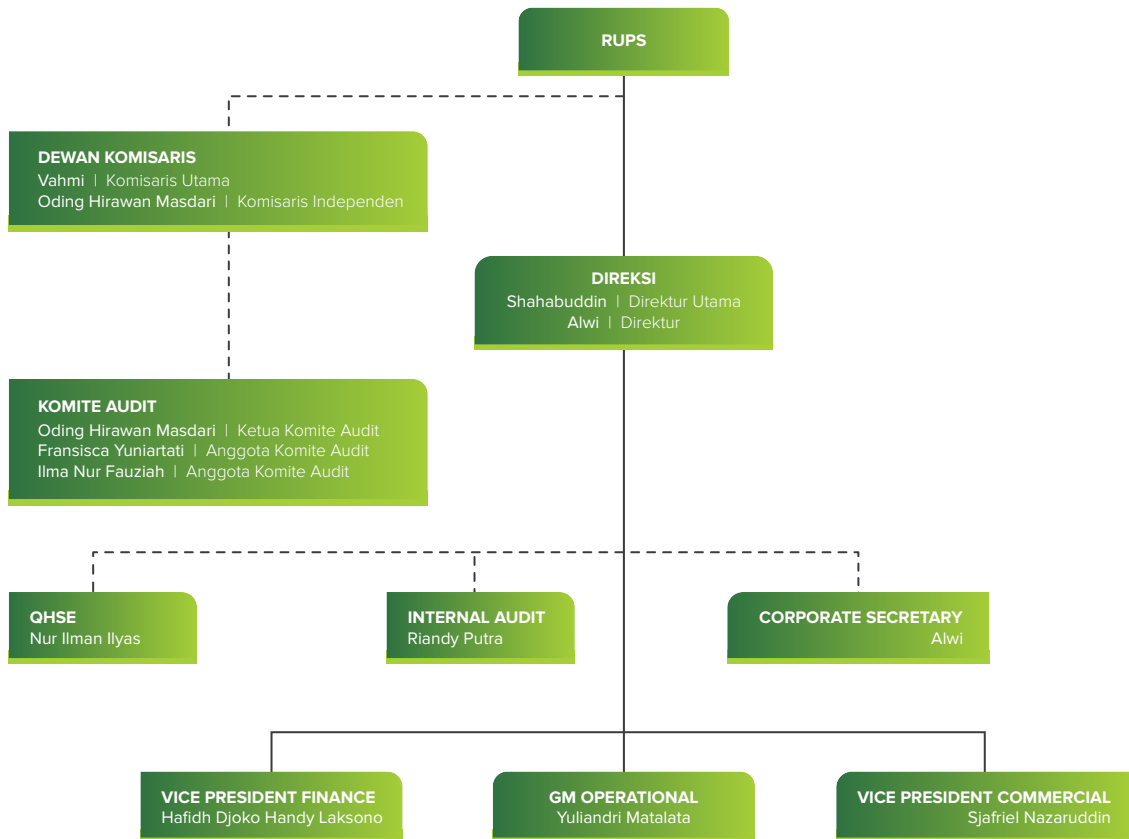 RUPS
DEWAN KOMISARIS
Vahmi | Komisaris Utama
Oding Hirawan Masdari | Komisaris Independen
DIREKSI
Shahabuddin | Direktur Utama
Alwi | Direktur
KOMITE AUDIT
Oding Hirawan Masdari | Ketua Komite Audit
Fransisca Yuniartati | Anggota Komite Audit
Ilma Nur Fauziah | Anggota Komite Audit
QHSE
Nur Ilman Ilyas
INTERNAL AUDIT
Riandy Putra
CORPORATE SECRETARY
Alwi
VICE PRESIDENT FINANCE
Hafidh Djoko Handy Laksono
GM OPERATIONAL
Yuliandri Matalata
VICE PRESIDENT COMMERCIAL
Sjafriel Nazaruddin